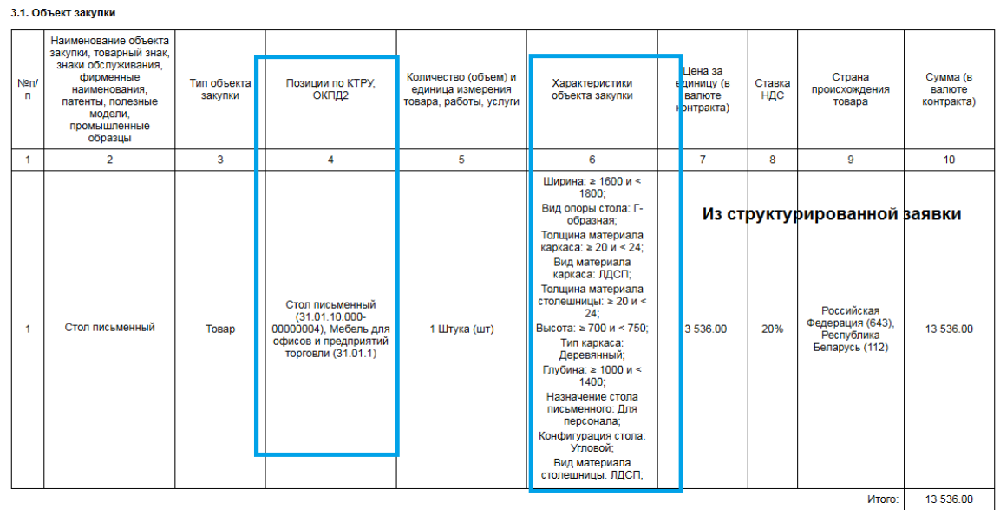 3.1. Объект закупки
№п/
п
Наименование объекта
закупки, товарный знак,
знаки обслуживания,
фирменные
наименования,
патенты, полезные
модели,
промышленные
образцы
Тип объекта
закупки
Позиции по КТРУ,
ОКПД2
Количество (объем) и
единица измерения
товара, работы, услуги
Характеристики
объекта закупки
Цена за
единицу (в
валюте
контракта)
Ставка
НДС
Страна
происхождения
товара
Сумма (в
валюте
контракта)
1 2 3 4 5 6 7 8 9 10
1
Стол письменный
Товар
Стол письменный
(31.01.10.000-
00000004), Мебель для
офисов и предприятий
торговли (31.01.1)
1 Штука (шт)
Ширина: ≥ 1600 и <
1800;
Вид опоры стола: Г-
образная;
Толщина материала
каркаса: ≥ 20 и < 24;
Вид материала
каркаса: ЛДСП;
Толщина материала
столешницы: ≥ 20 и <
24;
Высота: ≥ 700 и < 750;
Тип каркаса:
Деревянный;
Глубина: ≥ 1000 и <
1400;
Назначение стола
письменного: Для
персонала;
Конфигурация стола:
Угловой;
Вид материала
столешницы: ЛДСП;
Из структурированной заявки
3 536.00
20%
Российская
Федерация (643),
Республика
Беларусь (112)
13 536.00
Итого: 13 536.00